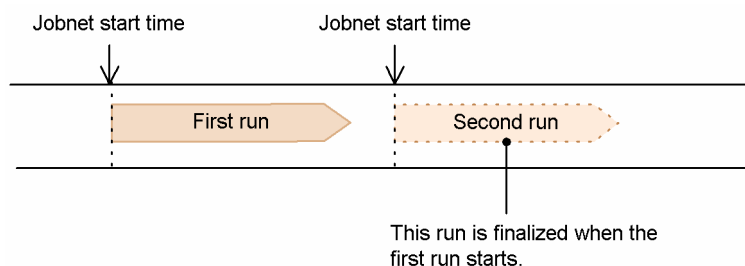 Jobnet start time
Jobnet start time
First run
Second run
This run is finalized when the
first run starts.